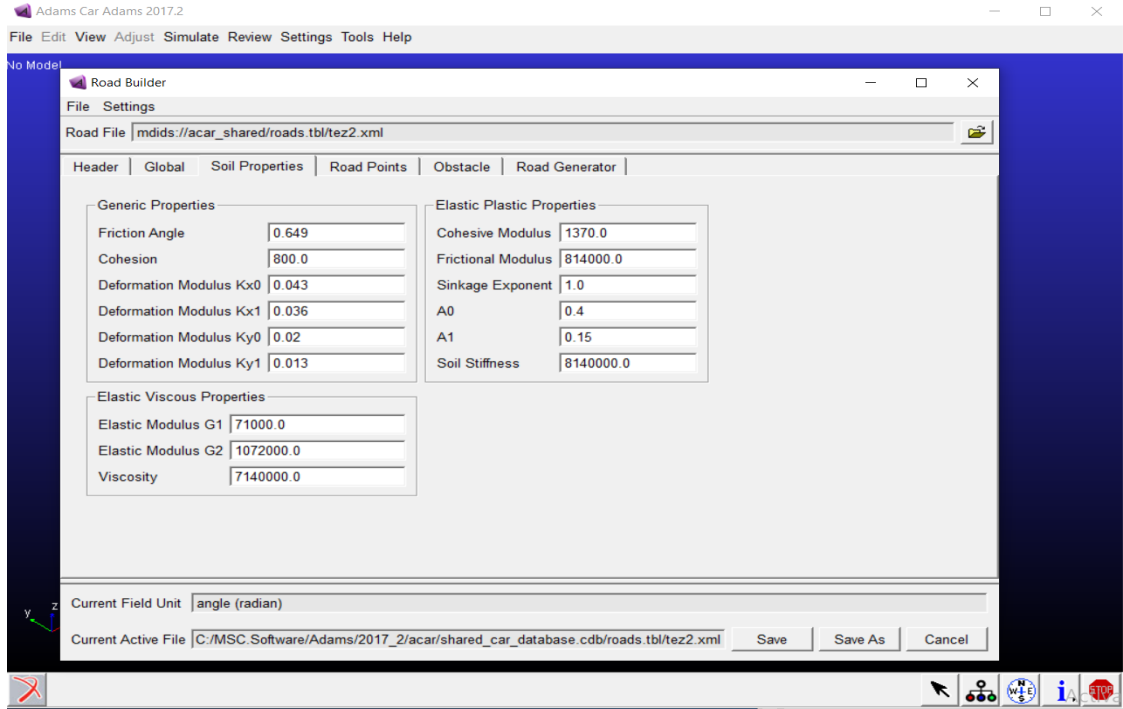 Adams Car Adams 2017.2
File Edit View Adjust Simulate Review Settings Tools Help
No Model
Road Builder
File Settings
Road File mdids://acar_shared/roads.tbl/tez2.xml
Header Global Soil Properties Road Points Obstacle Road Generator
Generic Properties
Friction Angle 0.649
Cohesion 800.0
Deformation Modulus Kx0 0.043
Deformation Modulus Kx1 0.036
Deformation Modulus Ky0 0.02
Deformation Modulus Ky1 0.013
Elastic Plastic Properties
Cohesive Modulus 1370.0
Frictional Modulus 814000.0
Sinkage Exponent 1.0
A0 0.4
A1 0.15
Soil Stiffness 8140000.0
Elastic Viscous Properties
Elastic Modulus G1 71000.0
Elastic Modulus G2 1072000.0
Viscosity 7140000.0
y z
Current Field Unit angle (radian)
Current Active File C:/MSC.Software/Adams/2017_2/acar/shared_car_database.cdb/roads.tbl/tez2.xml Save Save As Cancel
N
W E
S
i
STOP